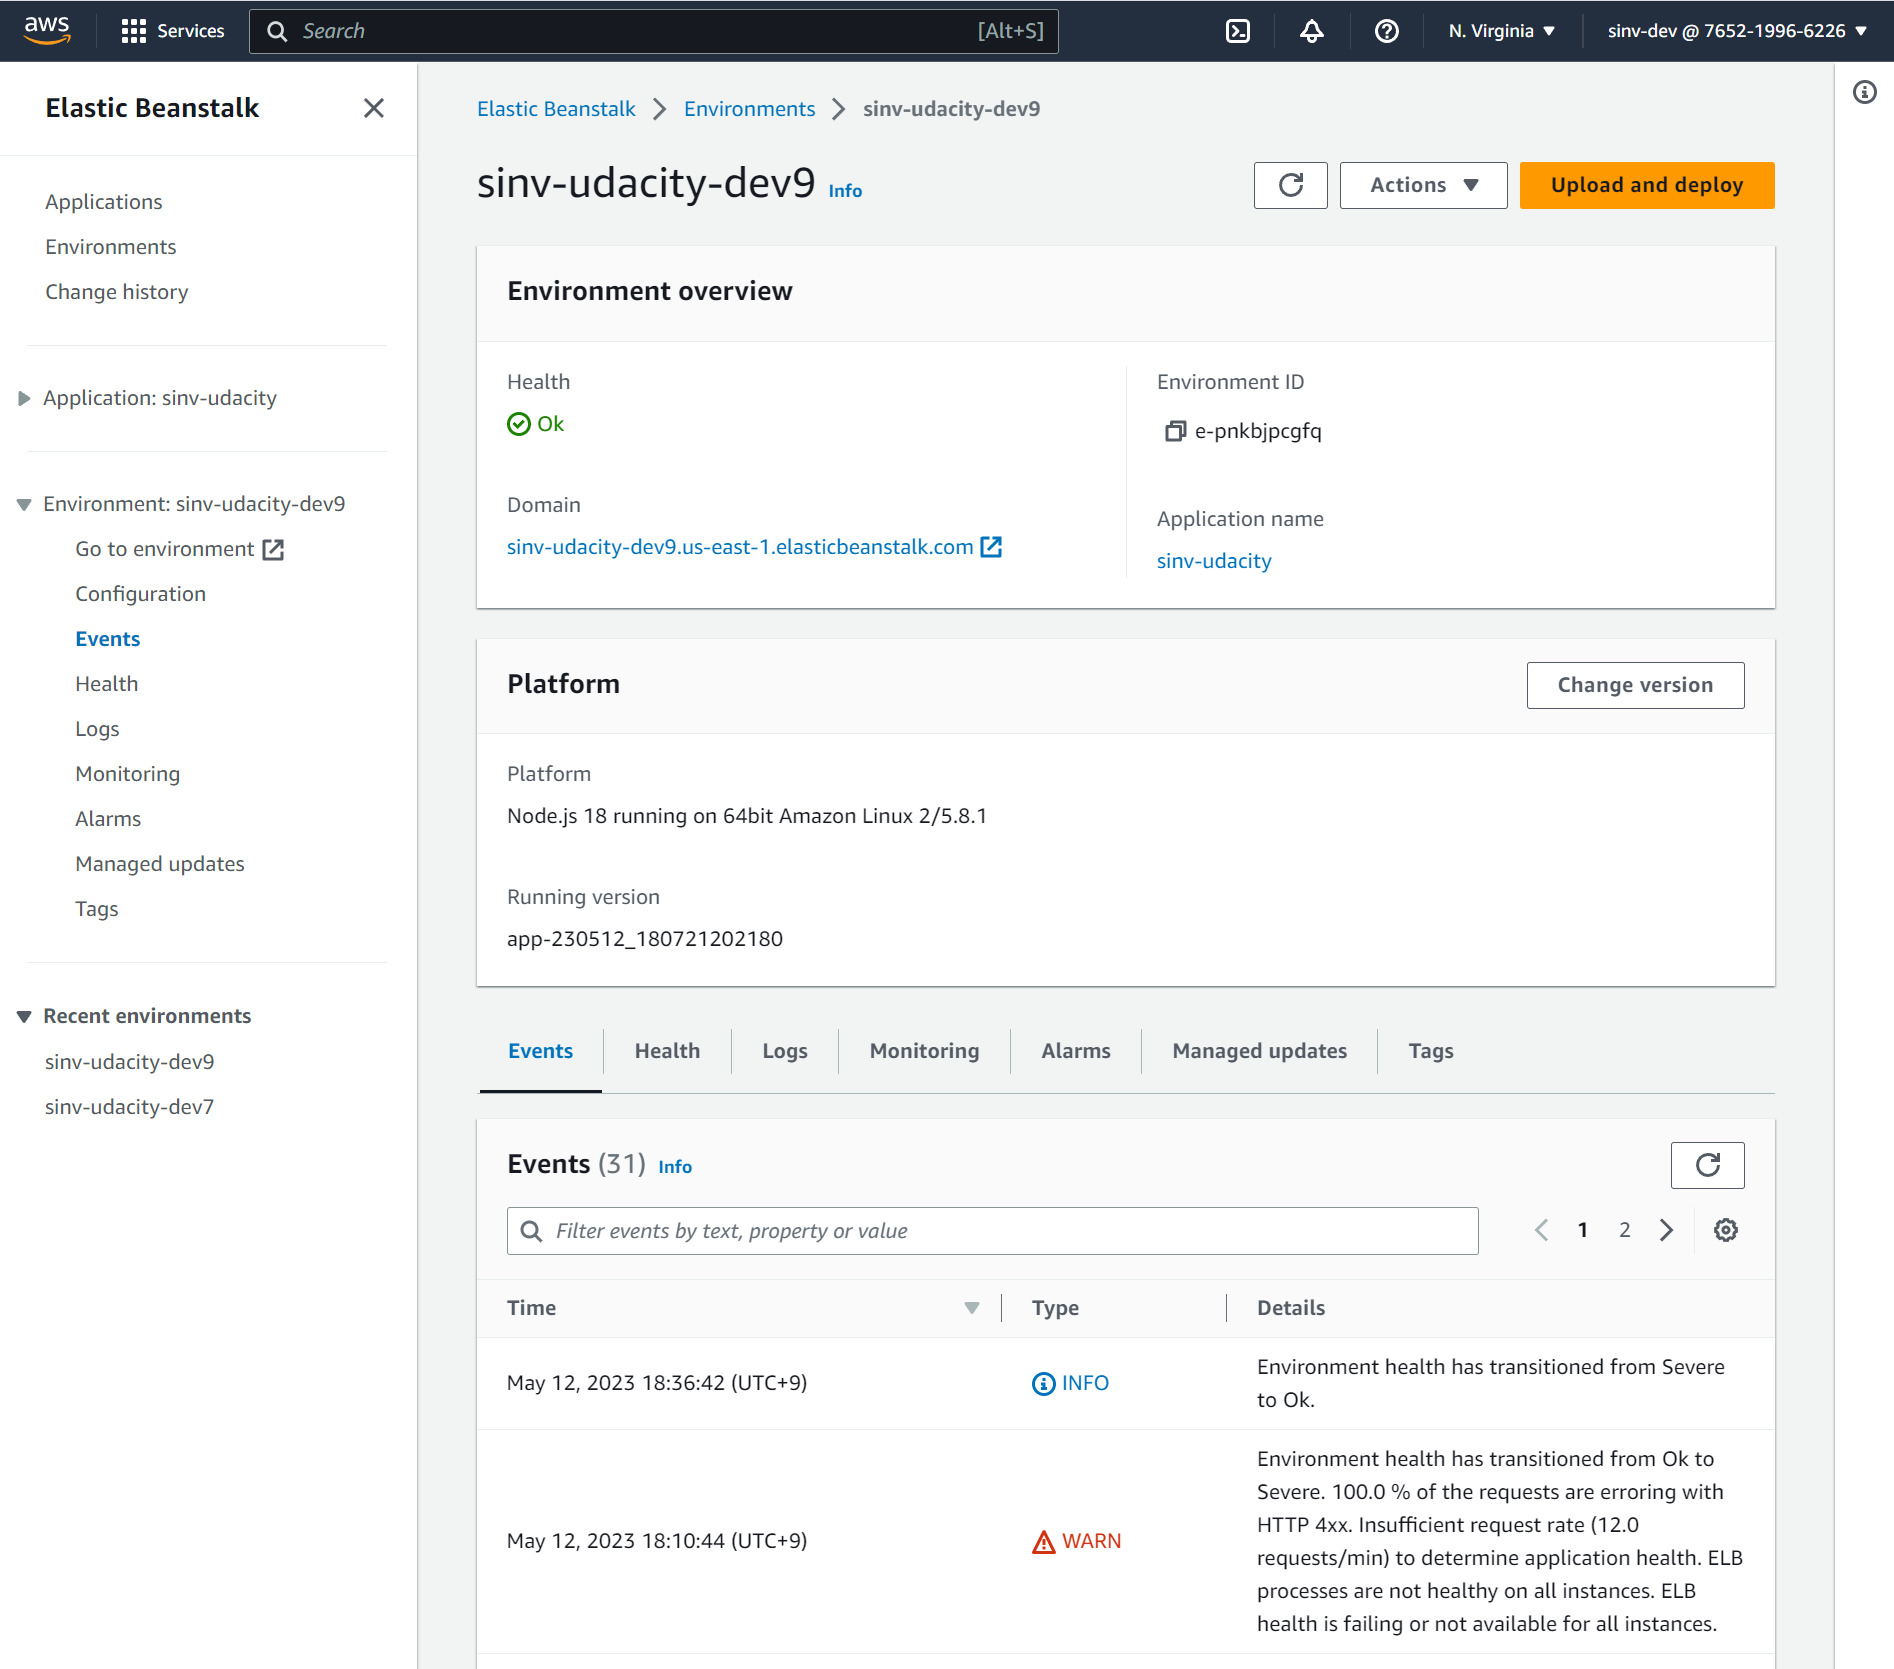 aws Services Search [Alt+S] N. Virginia sinv-dev @ 7652-1996-6226
Elastic Beanstalk
Applications
Environments
Change history
Application: sinv-udacity
Environment: sinv-udacity-dev9
Go to environment
Configuration
Events
Health
Logs
Monitoring
Alarms
Managed updates
Tags
Recent environments
sinv-udacity-dev9
sinv-udacity-dev7
Elastic Beanstalk Environments sinv-udacity-dev9
sinv-udacity-dev9 Info
Actions Upload and deploy
Environment overview
Health
Ok
Domain
sinv-udacity-dev9.us-east-1.elasticbeanstalk.com
Environment ID
e-pnkbjpcgfq
Application name
sinv-udacity
Platform
Change version
Platform
Node.js 18 running on 64bit Amazon Linux 2/5.8.1
Running version
app-230512_180721202180
Events Health Logs Monitoring Alarms Managed updates Tags
Events (31) Info
Filter events by text, property or value
1 2
Time Type Details
May 12, 2023 18:36:42 (UTC+9)
INFO
Environment health has transitioned from Severe
to Ok.
May 12, 2023 18:10:44 (UTC+9)
WARN
Environment health has transitioned from Ok to
Severe. 100.0 % of the requests are erroring with
HTTP 4xx. Insufficient request rate (12.0
requests/min) to determine application health. ELB
processes are not healthy on all instances. ELB
health is failing or not available for all instances.